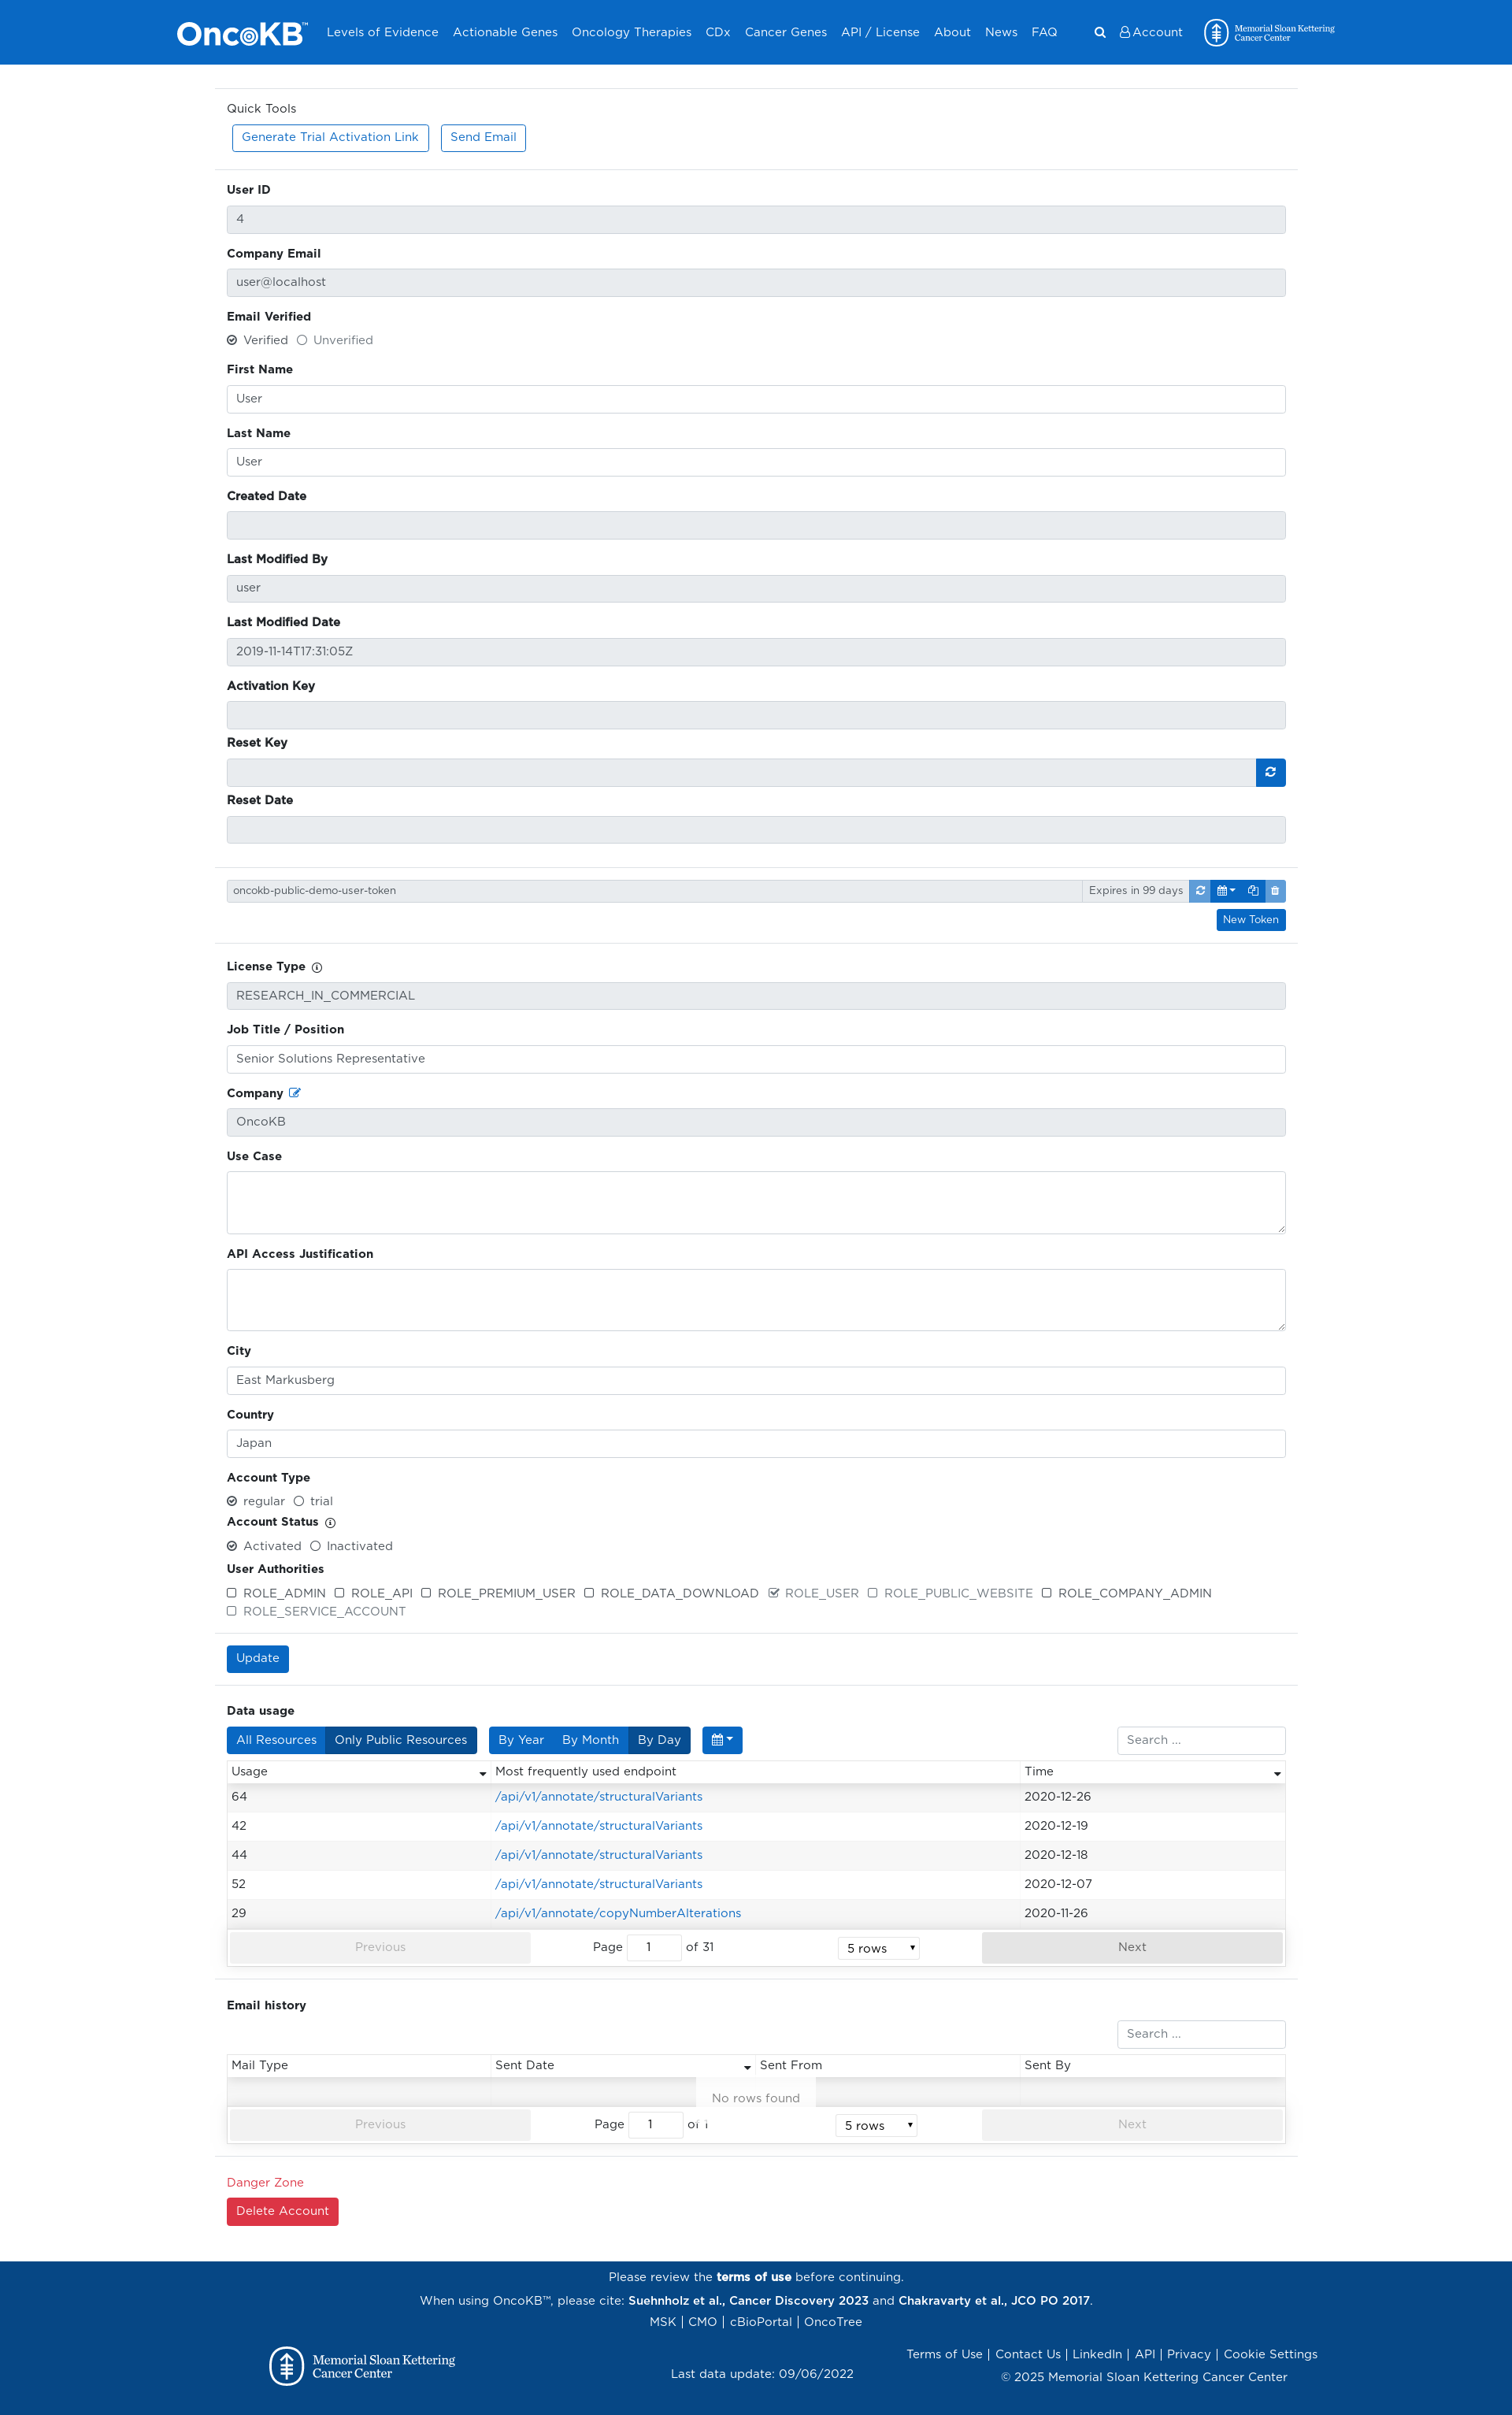 OncoKB™ Levels of Evidence Actionable Genes Oncology Therapies CDx Cancer Genes API / License About News FAQ Account Memorial Sloan Kettering Cancer Center
Quick Tools
Generate Trial Activation Link Send Email
User ID
4
Company Email
user@localhost
Email Verified
Verified Unverified
First Name
User
Last Name
User
Created Date
Last Modified By
user
Last Modified Date
2019-11-14T17:31:05Z
Activation Key
Reset Key
Reset Date
oncokb-public-demo-user-token Expires in 99 days
New Token
License Type
RESEARCH_IN_COMMERCIAL
Job Title / Position
Senior Solutions Representative
Company
OncoKB
Use Case
API Access Justification
City
East Markusberg
Country
Japan
Account Type
regular trial
Account Status
Activated Inactivated
User Authorities
ROLE_ADMIN ROLE_API ROLE_PREMIUM_USER ROLE_DATA_DOWNLOAD ROLE_USER ROLE_PUBLIC_WEBSITE ROLE_COMPANY_ADMIN
ROLE_SERVICE_ACCOUNT
Update
Data usage
All Resources Only Public Resources By Year By Month By Day Search ...
Usage Most frequently used endpoint Time
64 /api/v1/annotate/structuralVariants 2020-12-26
42 /api/v1/annotate/structuralVariants 2020-12-19
44 /api/v1/annotate/structuralVariants 2020-12-18
52 /api/v1/annotate/structuralVariants 2020-12-07
29 /api/v1/annotate/copyNumberAlterations 2020-11-26
Previous Page 1 of 31 5 rows Next
Email history
Search ...
Mail Type Sent Date Sent From Sent By
No rows found
Previous Page 1 of 1 5 rows Next
Danger Zone
Delete Account
Please review the terms of use before continuing.
When using OncoKB™, please cite: Suehnholz et al., Cancer Discovery 2023 and Chakravarty et al., JCO PO 2017.
MSK | CMO | cBioPortal | OncoTree
Memorial Sloan Kettering
Cancer Center
Last data update: 09/06/2022
Terms of Use | Contact Us | LinkedIn | API | Privacy | Cookie Settings
© 2025 Memorial Sloan Kettering Cancer Center